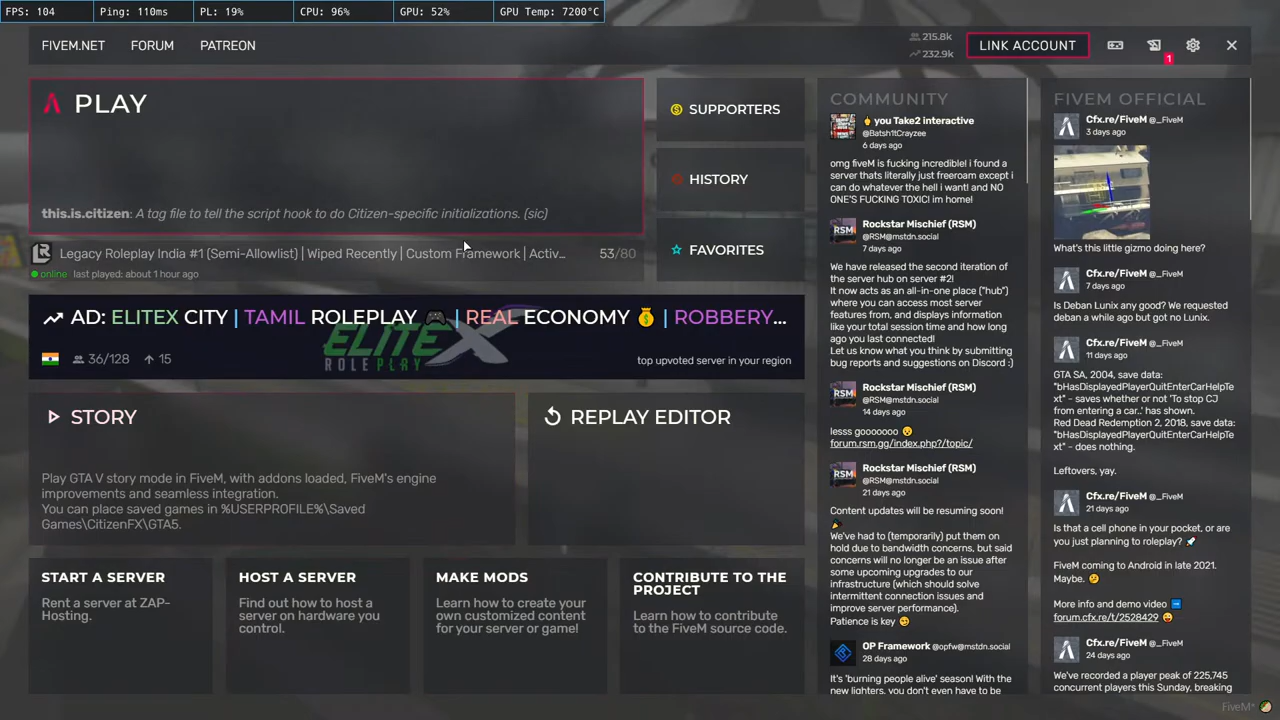 FPS: 104
Ping: 110ms
PL: 19%
CPU: 96%
GPU: 52%
GPU Temp: 7200°C
FIVEM.NET
FORUM
PATREON
215.8k
232.9k
LINK ACCOUNT
1
PLAY
this.is.citizen: A tag file to tell the script hook to do Citizen-specific initializations. (sic)
Legacy Roleplay India #1 (Semi-Allowlist) | Wiped Recently | Custom Framework | Activ...
53/80
online
last played: about 1 hour ago
SUPPORTERS
HISTORY
FAVORITES
AD: ELITEX CITY | TAMIL ROLEPLAY 🎮 | REAL ECONOMY 💰 | ROBBERY...
ELITEX
ROLE PLAY
36/128
15
top upvoted server in your region
STORY
Play GTA V story mode in FiveM, with addons loaded, FiveM's engine
improvements and seamless integration.
You can place saved games in %USERPROFILE%\Saved
Games\CitizenFX\GTA5.
REPLAY EDITOR
START A SERVER
Rent a server at ZAP-
Hosting.
HOST A SERVER
Find out how to host a
server on hardware you
control.
MAKE MODS
Learn how to create your
own customized content
for your server or game!
CONTRIBUTE TO THE
PROJECT
Learn how to contribute
to the FiveM source code.
COMMUNITY
🖕 you Take2 interactive
@Batsh1tCrayzee
6 days ago
omg fiveM is fucking incredible! i found a
server thats literally just freeroam except i
can do whatever the hell i want! and NO
ONE'S FUCKING TOXIC! im home!
Rockstar Mischief (RSM)
@RSM@mstdn.social
7 days ago
We have released the second iteration of
the server hub on server #2!
It now acts as an all-in-one place ("hub")
where you can access most server
features from, and displays information
like your total session time and how long
ago you last connected!
Let us know what you think by submitting
bug reports and suggestions on Discord :)
Rockstar Mischief (RSM)
@RSM@mstdn.social
14 days ago
lesss gooooooo 😮
forum.rsm.gg/index.php?/topic/
Rockstar Mischief (RSM)
@RSM@mstdn.social
21 days ago
Content updates will be resuming soon!
🎉
We've had to (temporarily) put them on
hold due to bandwidth concerns, but said
concerns will no longer be an issue after
some upcoming upgrades to our
infrastructure (which should solve
intermittent connection issues and
improve server performance).
Patience is key 😏
OP Framework @opfw@mstdn.social
28 days ago
It's 'burning people alive' season! With the
new lighters, you don't even have to be
FIVEM OFFICIAL
Cfx.re/FiveM @_FiveM
3 days ago
What's this little gizmo doing here?
Cfx.re/FiveM @_FiveM
7 days ago
Is Deban Lunix any good? We requested
deban a while ago but got no Lunix.
Cfx.re/FiveM @_FiveM
11 days ago
GTA SA, 2004, save data:
"bHasDisplayedPlayerQuitEnterCarHelpTe
xt" - saves whether or not 'To stop CJ
from entering a car..' has shown.
Red Dead Redemption 2, 2018, save data:
"bHasDisplayedPlayerQuitEnterCarHelpTe
xt" - does nothing.
Leftovers, yay.
Cfx.re/FiveM @_FiveM
21 days ago
Is that a cell phone in your pocket, or are
you just planning to roleplay? 🚀
FiveM coming to Android in late 2021.
Maybe. 🤔
More info and demo video ➡️
forum.cfx.re/t/2528429 😛
Cfx.re/FiveM @_FiveM
24 days ago
We've recorded a player peak of 225,745
concurrent players this Sunday, breaking
FiveM*